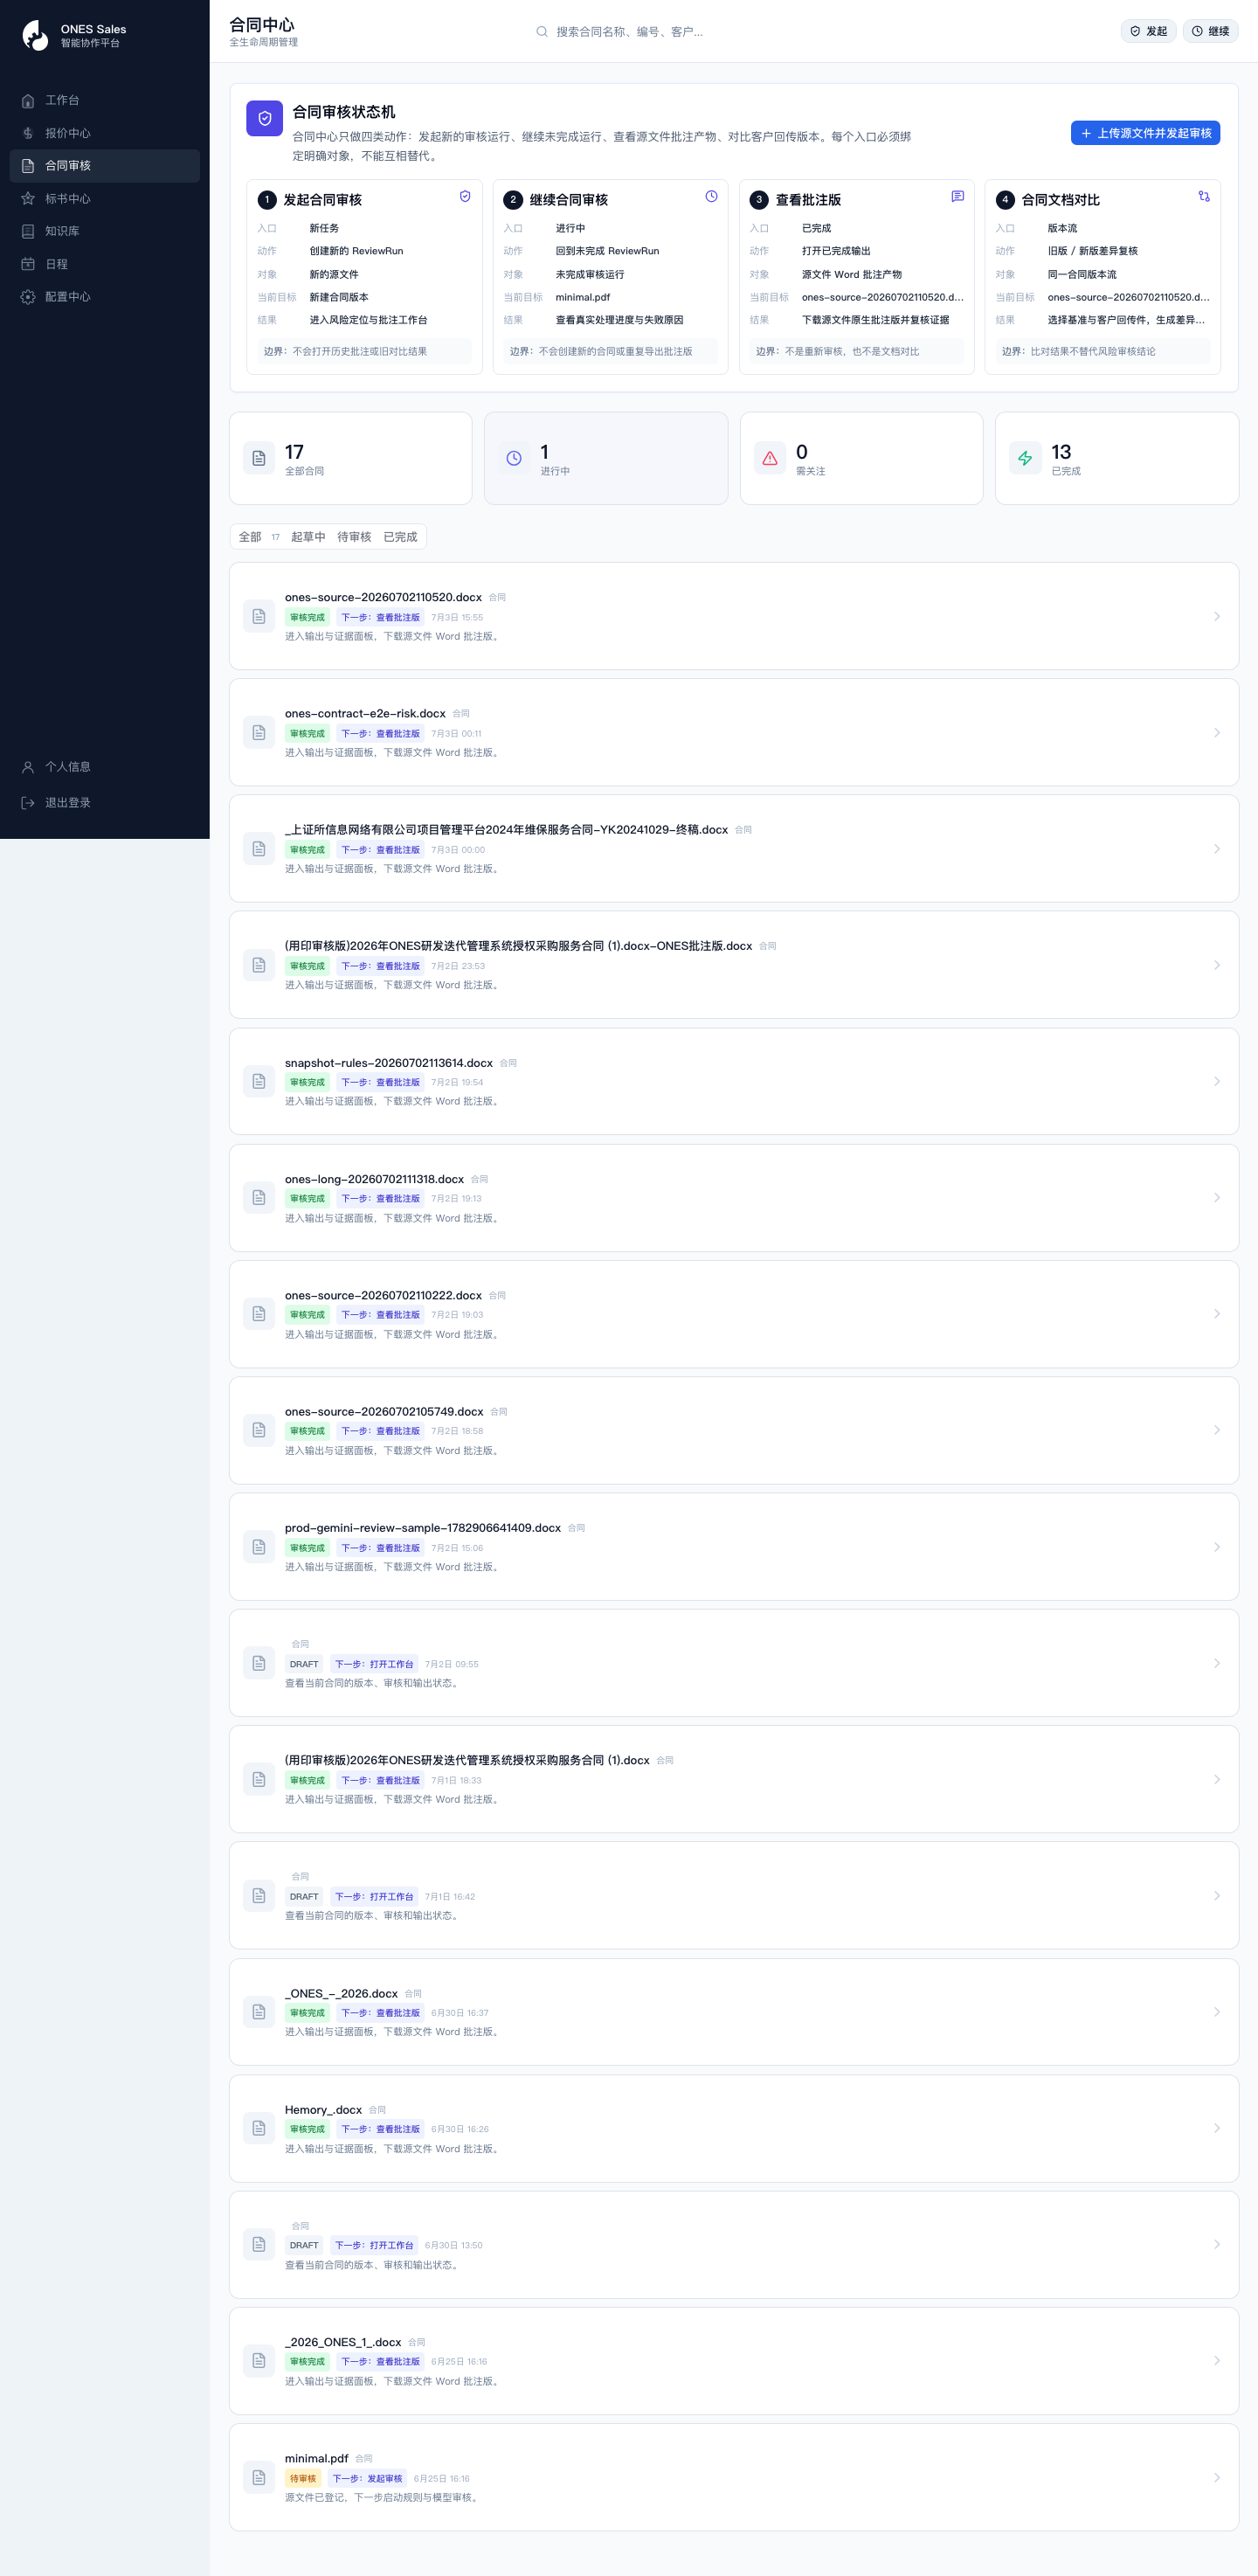 ONES Sales
智能协作平台
工作台
报价中心
合同审核
标书中心
知识库
日程
配置中心
个人信息
退出登录
合同中心
全生命周期管理
搜索合同名称、编号、客户...
发起
继续
合同审核状态机
合同中心只做四类动作：发起新的审核运行、继续未完成运行、查看源文件批注产物、对比客户回传版本。每个入口必须绑
定明确对象，不能互相替代。
上传源文件并发起审核
1 发起合同审核
入口 新任务
动作 创建新的 ReviewRun
对象 新的源文件
当前目标 新建合同版本
结果 进入风险定位与批注工作台
边界：不会打开历史批注或旧对比结果
2 继续合同审核
入口 进行中
动作 回到未完成 ReviewRun
对象 未完成审核运行
当前目标 minimal.pdf
结果 查看真实处理进度与失败原因
边界：不会创建新的合同或重复导出批注版
3 查看批注版
入口 已完成
动作 打开已完成输出
对象 源文件 Word 批注产物
当前目标 ones-source-20260702110520.d...
结果 下载源文件原生批注版并复核证据
边界：不是重新审核，也不是文档对比
4 合同文档对比
入口 版本流
动作 旧版 / 新版差异复核
对象 同一合同版本流
当前目标 ones-source-20260702110520.d...
结果 选择基准与客户回传件，生成差异...
边界：比对结果不替代风险审核结论
17
全部合同
1
进行中
0
需关注
13
已完成
全部 17 起草中 待审核 已完成
ones-source-20260702110520.docx 合同
审核完成 下一步：查看批注版 7月3日 15:55
进入输出与证据面板，下载源文件 Word 批注版。
ones-contract-e2e-risk.docx 合同
审核完成 下一步：查看批注版 7月3日 00:11
进入输出与证据面板，下载源文件 Word 批注版。
_上证所信息网络有限公司项目管理平台2024年维保服务合同-YK20241029-终稿.docx 合同
审核完成 下一步：查看批注版 7月3日 00:00
进入输出与证据面板，下载源文件 Word 批注版。
(用印审核版)2026年ONES研发迭代管理系统授权采购服务合同 (1).docx-ONES批注版.docx 合同
审核完成 下一步：查看批注版 7月2日 23:53
进入输出与证据面板，下载源文件 Word 批注版。
snapshot-rules-20260702113614.docx 合同
审核完成 下一步：查看批注版 7月2日 19:54
进入输出与证据面板，下载源文件 Word 批注版。
ones-long-20260702111318.docx 合同
审核完成 下一步：查看批注版 7月2日 19:13
进入输出与证据面板，下载源文件 Word 批注版。
ones-source-20260702110222.docx 合同
审核完成 下一步：查看批注版 7月2日 19:03
进入输出与证据面板，下载源文件 Word 批注版。
ones-source-20260702105749.docx 合同
审核完成 下一步：查看批注版 7月2日 18:58
进入输出与证据面板，下载源文件 Word 批注版。
prod-gemini-review-sample-1782906641409.docx 合同
审核完成 下一步：查看批注版 7月2日 15:06
进入输出与证据面板，下载源文件 Word 批注版。
合同
DRAFT 下一步：打开工作台 7月2日 09:55
查看当前合同的版本、审核和输出状态。
(用印审核版)2026年ONES研发迭代管理系统授权采购服务合同 (1).docx 合同
审核完成 下一步：查看批注版 7月1日 18:33
进入输出与证据面板，下载源文件 Word 批注版。
合同
DRAFT 下一步：打开工作台 7月1日 16:42
查看当前合同的版本、审核和输出状态。
_ONES_-_2026.docx 合同
审核完成 下一步：查看批注版 6月30日 16:37
进入输出与证据面板，下载源文件 Word 批注版。
Hemory_.docx 合同
审核完成 下一步：查看批注版 6月30日 16:26
进入输出与证据面板，下载源文件 Word 批注版。
合同
DRAFT 下一步：打开工作台 6月30日 13:50
查看当前合同的版本、审核和输出状态。
_2026_ONES_1_.docx 合同
审核完成 下一步：查看批注版 6月25日 16:16
进入输出与证据面板，下载源文件 Word 批注版。
minimal.pdf 合同
待审核 下一步：发起审核 6月25日 16:16
源文件已登记，下一步启动规则与模型审核。